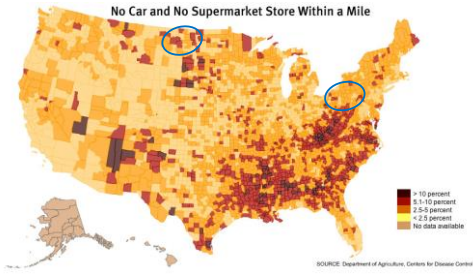 No Car and No Supermarket Store Within a Mile
> 10 percent
5.1-10 percent
2.5-5 percent
< 2.5 percent
No data available
SOURCE: Department of Agriculture, Centers for Disease Control